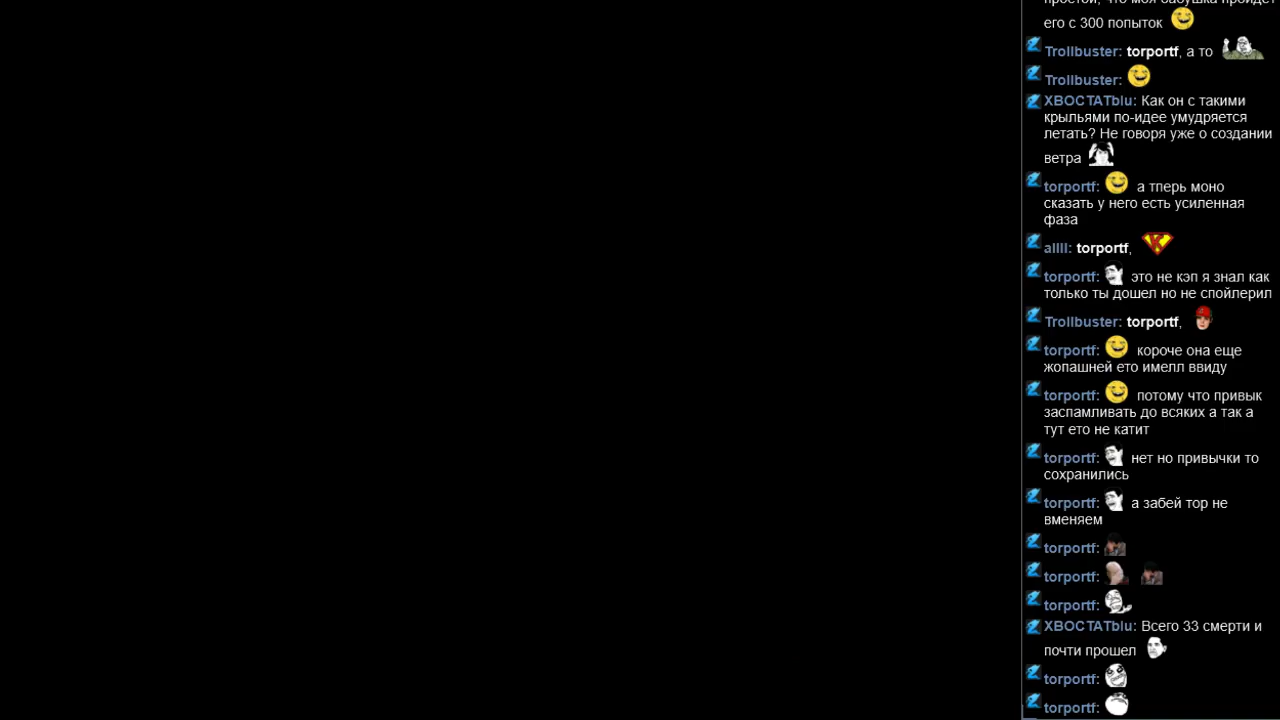 его с 300 попыток
Trollbuster: torportf, а то
Trollbuster:
XBOCTATblu: Как он с такими
крыльями по-идее умудряется
летать? Не говоря уже о создании
ветра
torportf: а тперь моно
сказать у него есть усиленная
фаза
allll: torportf,
torportf: это не кэп я знал как
только ты дошел но не спойлерил
Trollbuster: torportf,
torportf: короче она еще
жопашней ето имелл ввиду
torportf: потому что привык
заспамливать до всяких а так а
тут ето не катит
torportf: нет но привычки то
сохранились
torportf: а забей тор не
вменяем
torportf:
torportf:
torportf:
XBOCTATblu: Всего 33 смерти и
почти прошел
torportf:
torportf: